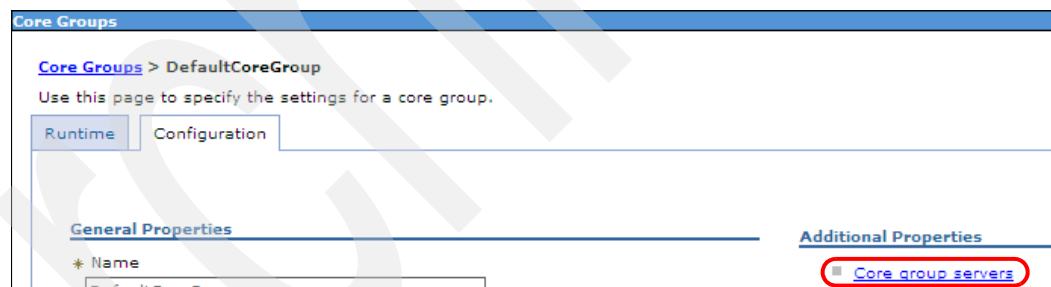 Core Groups
Core Groups > DefaultCoreGroup
Use this page to specify the settings for a core group.
Runtime
Configuration
General Properties
Additional Properties
* Name
Core group servers